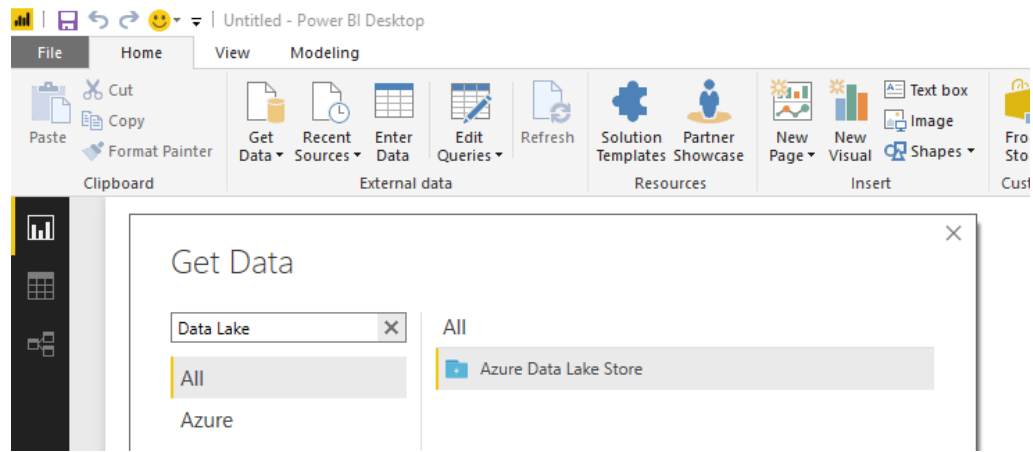 Untitled - Power BI Desktop
File Home View Modeling
Paste
Cut
Copy
Format Painter
Clipboard
Get Data
Recent Sources
Enter Data
Edit Queries
External data
Refresh
Solution Templates
Partner Showcase
Resources
New Page
New Visual
Text box
Image
Shapes
Insert
Get Data
Data Lake
All
Azure
All
Azure Data Lake Store